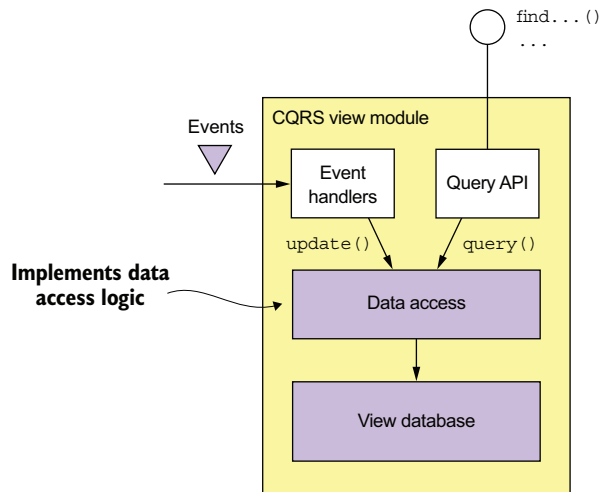 find...()
...
CQRS view module
Events
Event
handlers
Query API
update()
query()
Implements data
access logic
Data access
View database